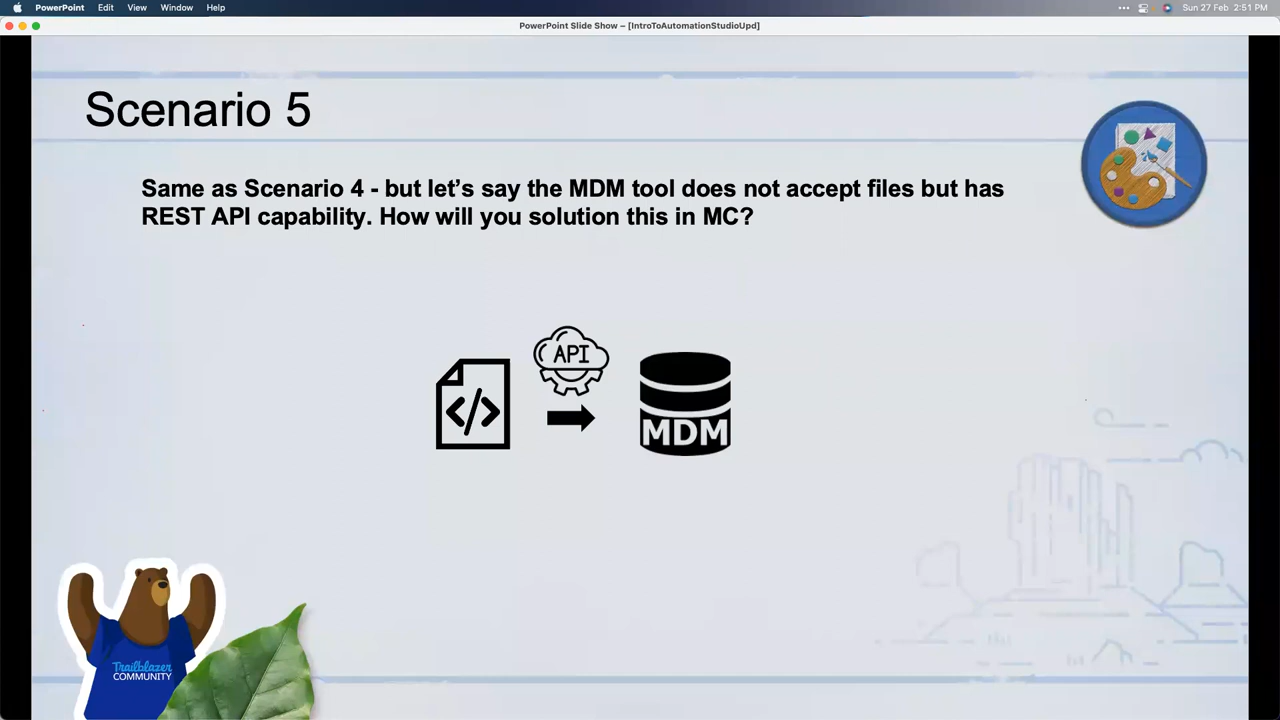 PowerPoint Edit View Window Help Sun 27 Feb 2:51 PM
PowerPoint Slide Show – [IntroToAutomationStudioUpd]
Scenario 5
Same as Scenario 4 - but let's say the MDM tool does not accept files but has
REST API capability. How will you solution this in MC?
API
</>
MDM
Trailblazer
COMMUNITY